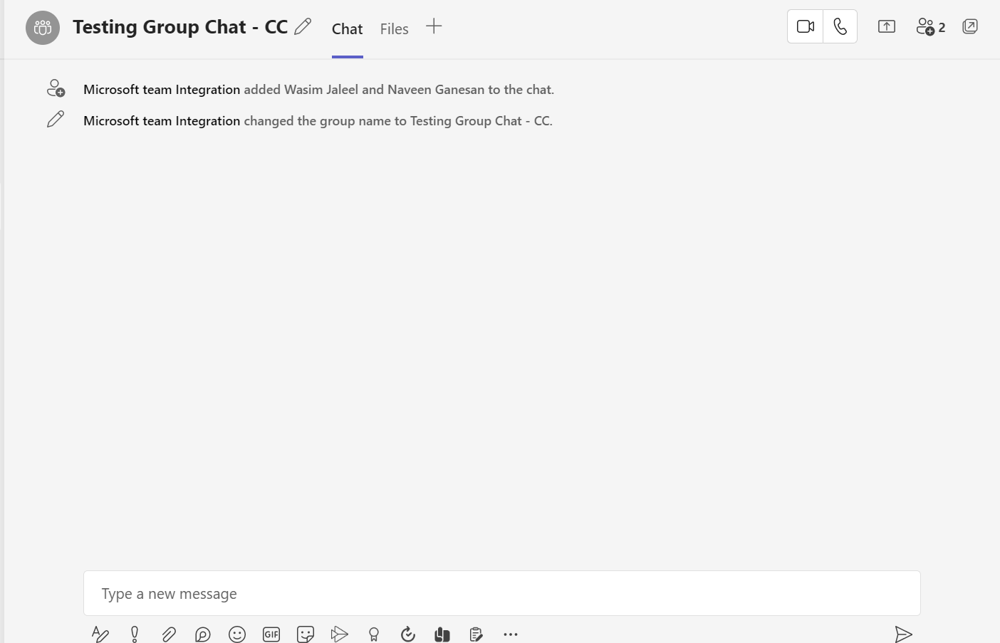 Testing Group Chat - CC Chat Files 2
Microsoft team Integration added Wasim Jaleel and Naveen Ganesan to the chat.
Microsoft team Integration changed the group name to Testing Group Chat - CC.
Type a new message
GIF